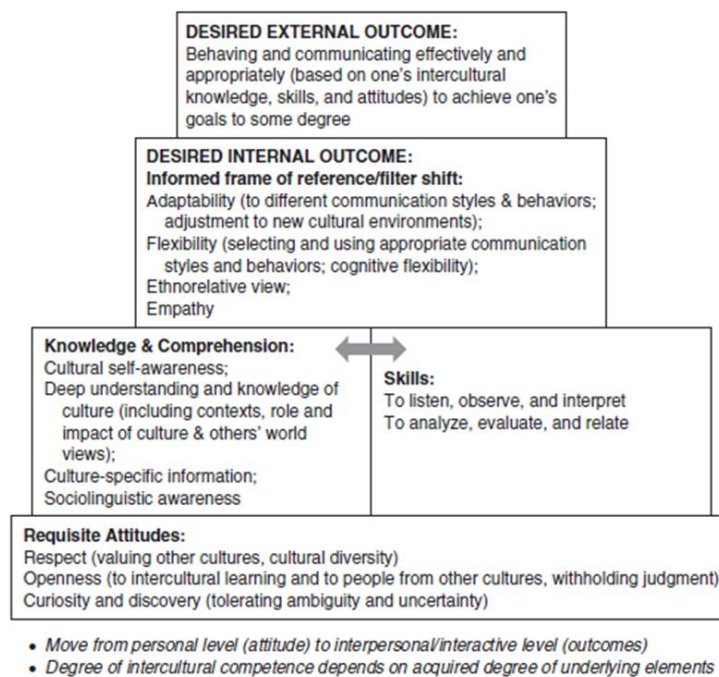 DESIRED EXTERNAL OUTCOME:
Behaving and communicating effectively and
appropriately (based on one's intercultural
knowledge, skills, and attitudes) to achieve one's
goals to some degree
DESIRED INTERNAL OUTCOME:
Informed frame of reference/filter shift:
Adaptability (to different communication styles & behaviors;
adjustment to new cultural environments);
Flexibility (selecting and using appropriate communication
styles and behaviors; cognitive flexibility);
Ethnorelative view;
Empathy
Knowledge & Comprehension:
Cultural self-awareness;
Deep understanding and knowledge of
culture (including contexts, role and
impact of culture & others' world
views);
Culture-specific information;
Sociolinguistic awareness
Skills:
To listen, observe, and interpret
To analyze, evaluate, and relate
Requisite Attitudes:
Respect (valuing other cultures, cultural diversity)
Openness (to intercultural learning and to people from other cultures, withholding judgment)
Curiosity and discovery (tolerating ambiguity and uncertainty)
• Move from personal level (attitude) to interpersonal/interactive level (outcomes)
• Degree of intercultural competence depends on acquired degree of underlying elements